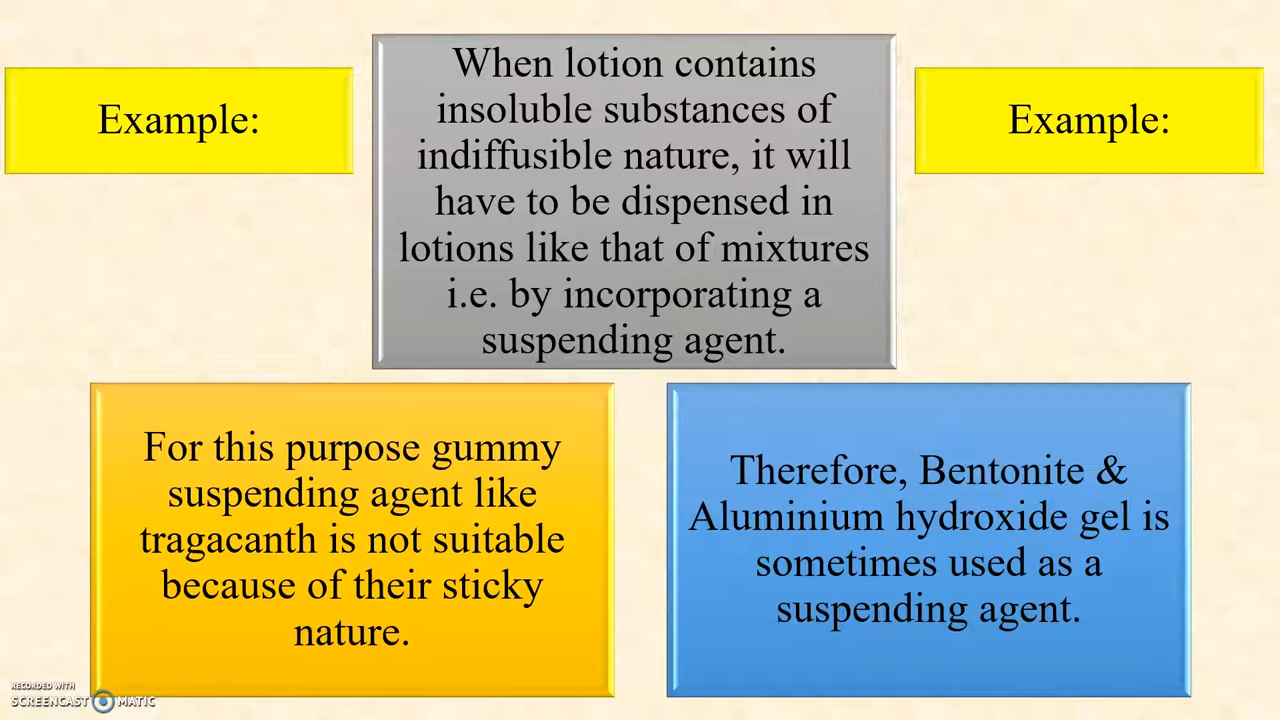 Example:
When lotion contains
insoluble substances of
indiffusible nature, it will
have to be dispensed in
lotions like that of mixtures
i.e. by incorporating a
suspending agent.
Example:
For this purpose gummy
suspending agent like
tragacanth is not suitable
because of their sticky
nature.
Therefore, Bentonite &
Aluminium hydroxide gel is
sometimes used as a
suspending agent.
RECORDED WITH
SCREENCAST MATIC